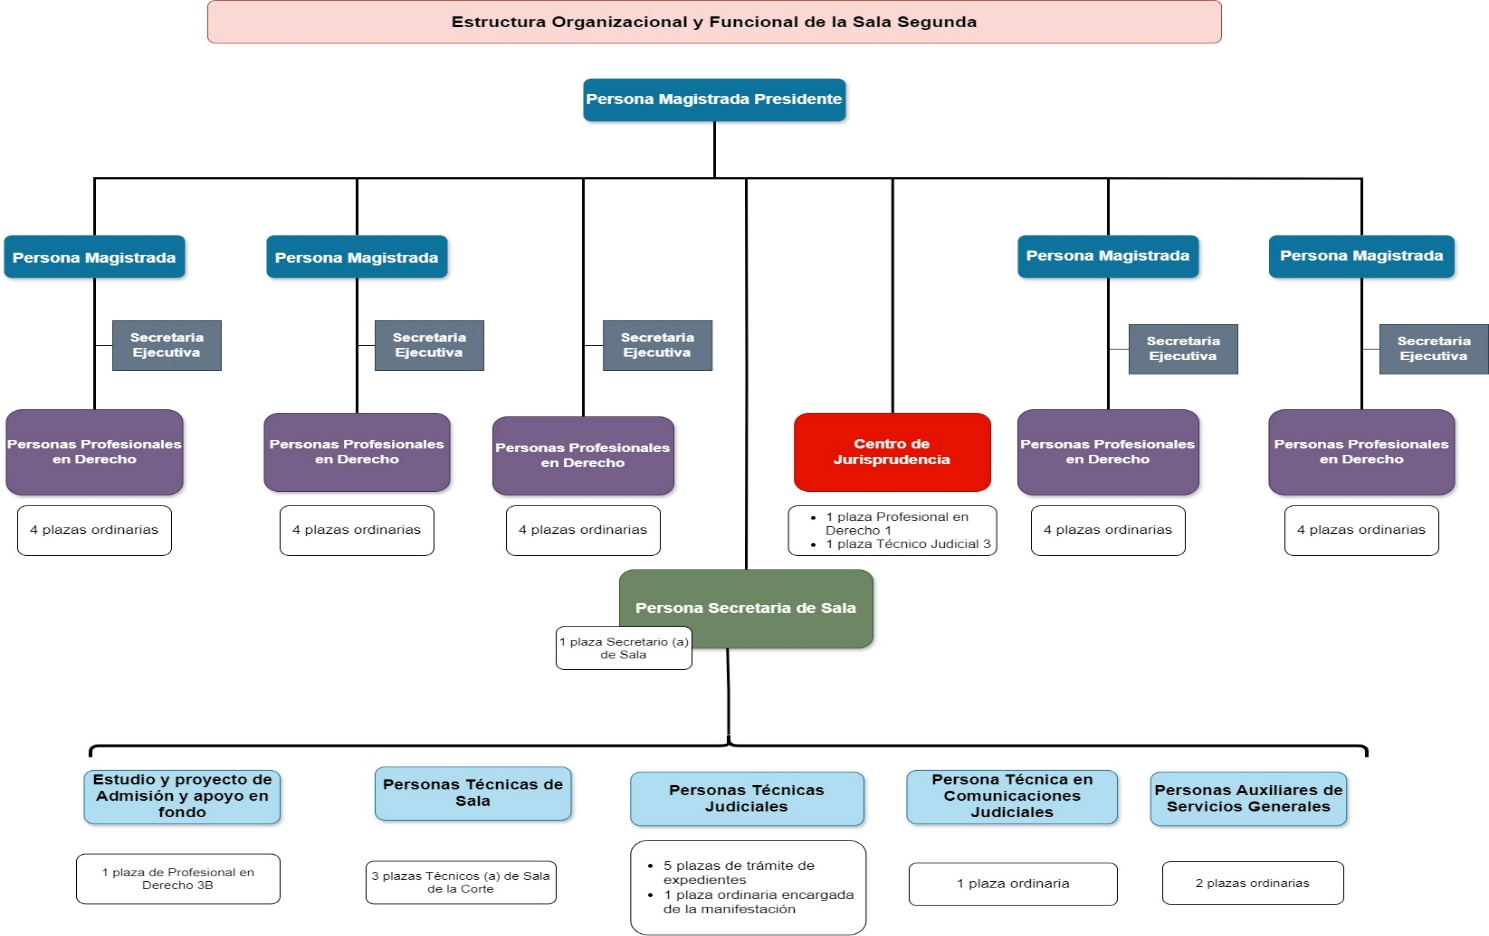 Estructura Organizacional y Funcional de la Sala Segunda
Persona Magistrada Presidente
Persona Magistrada
Persona Magistrada
Persona Magistrada
Persona Magistrada
Secretaria
Ejecutiva
Secretaria
Ejecutiva
Secretaria
Ejecutiva
Secretaria
Ejecutiva
Secretaria
Ejecutiva
Personas Profesionales
en Derecho
Personas Profesionales
en Derecho
Personas Profesionales
en Derecho
Centro de
Jurisprudencia
Personas Profesionales
en Derecho
Personas Profesionales
en Derecho
4 plazas ordinarias
4 plazas ordinarias
4 plazas ordinarias
• 1 plaza Profesional en
Derecho 1
• 1 plaza Técnico Judicial 3
4 plazas ordinarias
4 plazas ordinarias
Persona Secretaria de Sala
1 plaza Secretario (a)
de Sala
Estudio y proyecto de
Admisión y apoyo en
fondo
Personas Técnicas de
Sala
Personas Técnicas
Judiciales
Persona Técnica en
Comunicaciones
Judiciales
Personas Auxiliares de
Servicios Generales
1 plaza de Profesional en
Derecho 3B
3 plazas Técnicos (a) de Sala
de la Corte
• 5 plazas de trámite de
expedientes
• 1 plaza ordinaria encargada
de la manifestación
1 plaza ordinaria
2 plazas ordinarias